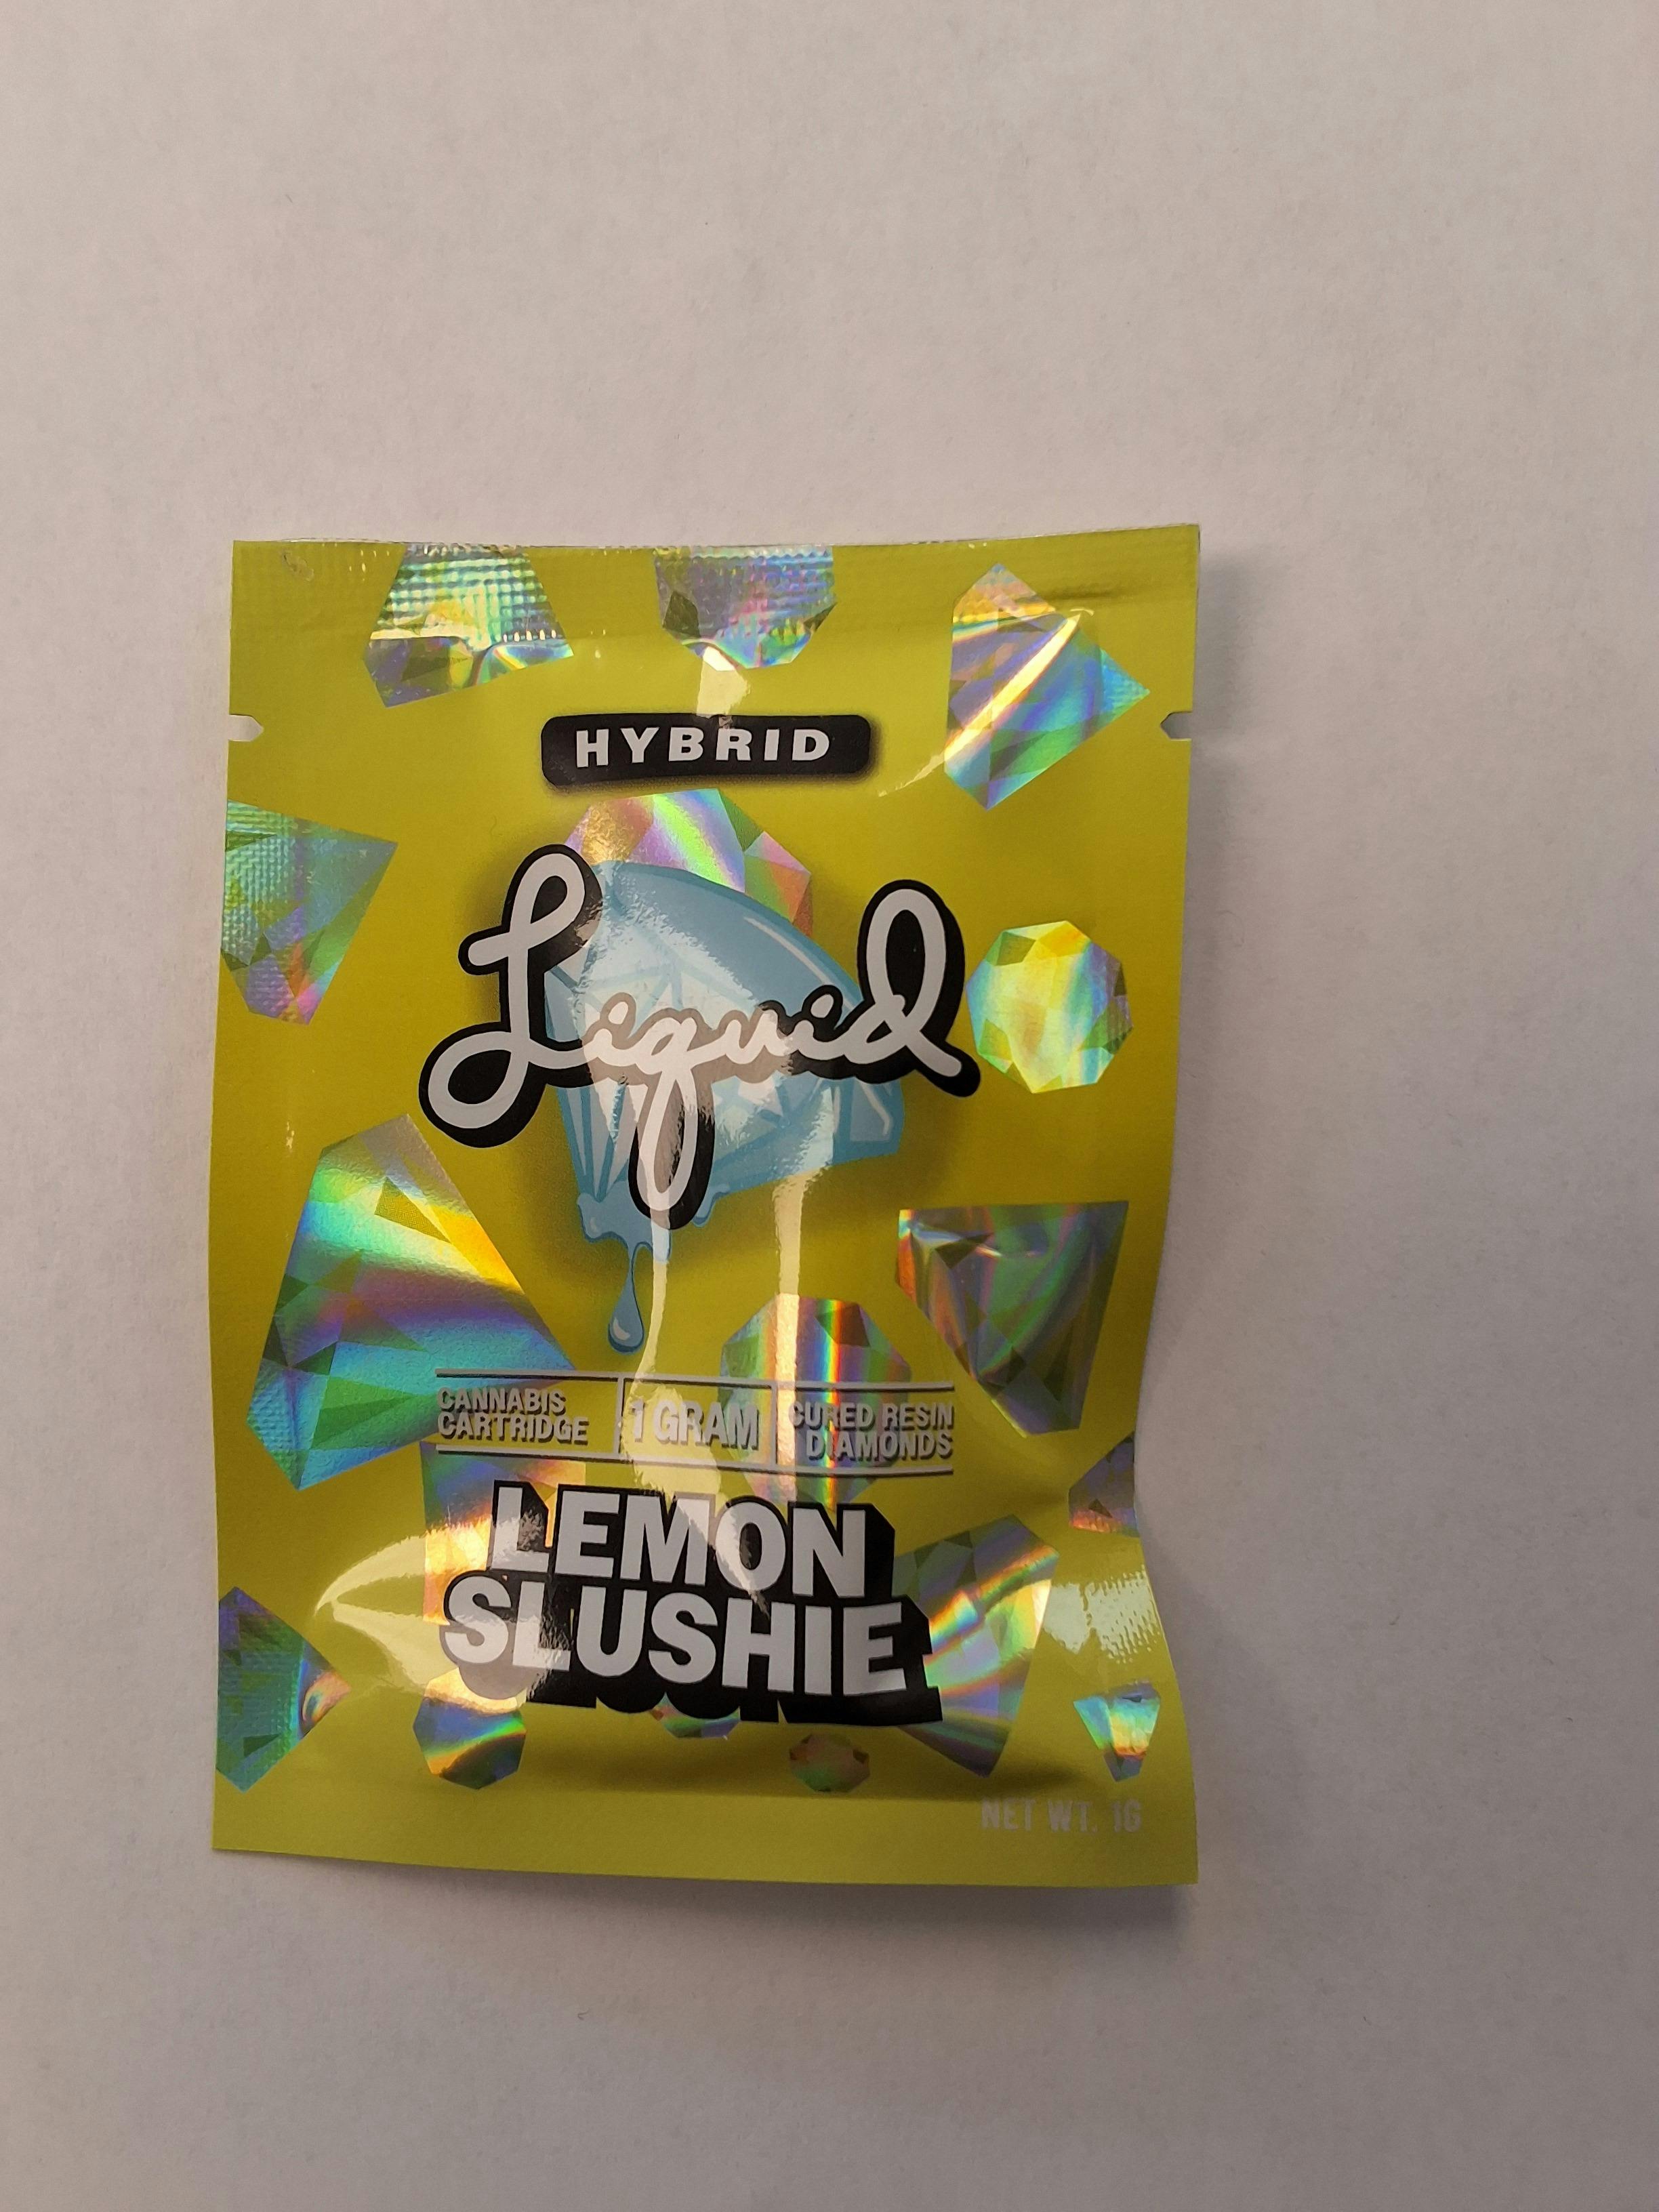 HYBRID
Liquid
CANNABIS
CARTRIDGE
1 GRAM
CURED RESIN
DIAMONDS
LEMON
SLUSHIE
NET WT. 1G